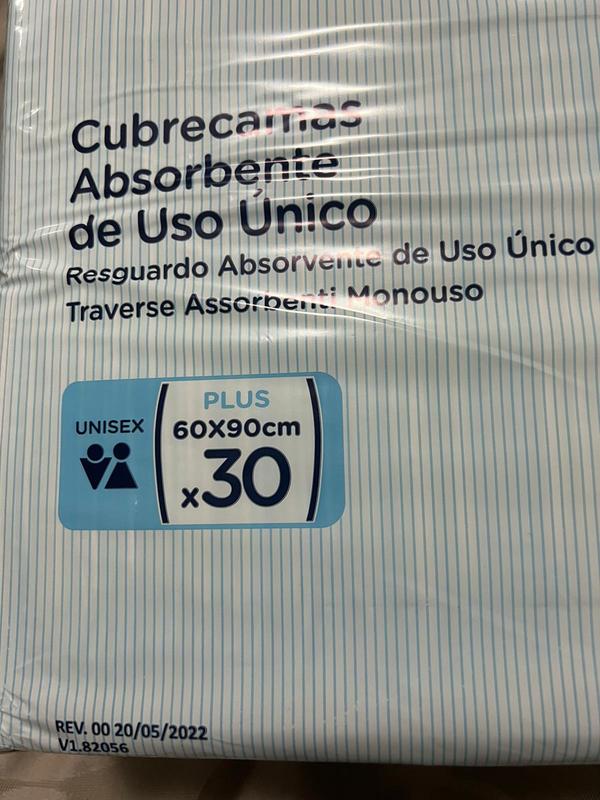 Cubrecamas
Absorbente
de Uso Único
Resguardo Absorvente de Uso Único
Traverse Assorbenti Monouso
UNISEX
PLUS
60X90cm
x30
REV. 00 20/05/2022
V1.82056